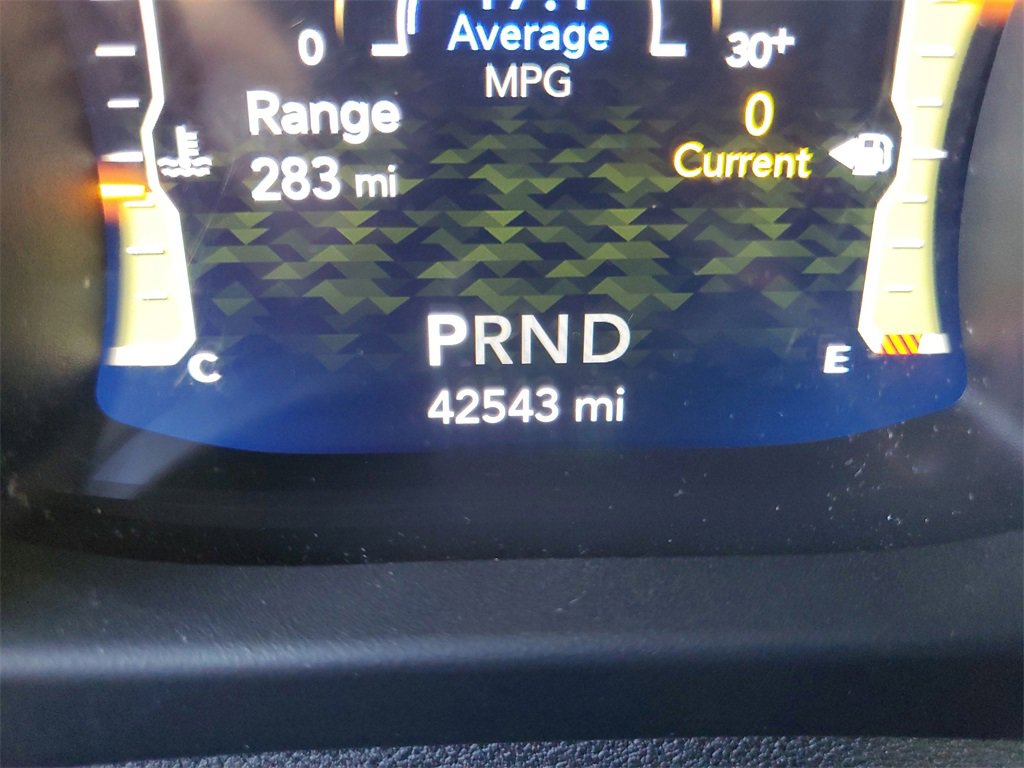 Average
MPG
0
30+
Range
283 mi
0
Current
PRND
C
E
42543 mi